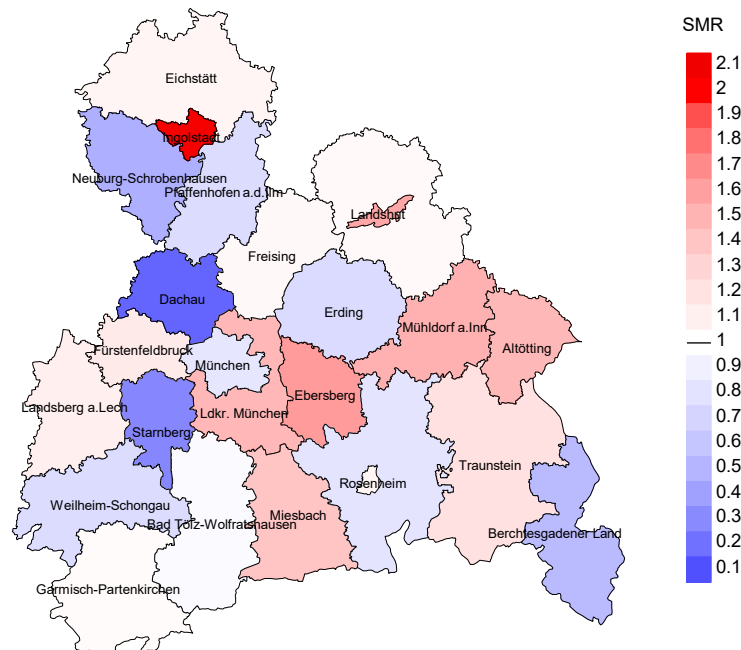 SMR
2.1
2
1.9
1.8
1.7
1.6
1.5
1.4
1.3
1.2
1.1
1
0.9
0.8
0.7
0.6
0.5
0.4
0.3
0.2
0.1
Eichstätt
Ingolstadt
Neuburg-Schrobenhausen
Pfaffenhofen a.d.Ilm
Landshut
Freising
Dachau
Erding
Mühldorf a.Inn
Altötting
Fürstenfeldbruck
München
Ebersberg
Landsberg a.Lech
Ldkr. München
Starnberg
Traunstein
Rosenheim
Weilheim-Schongau
Miesbach
Bad Tölz-Wolfratshausen
Berchtesgadener Land
Garmisch-Partenkirchen